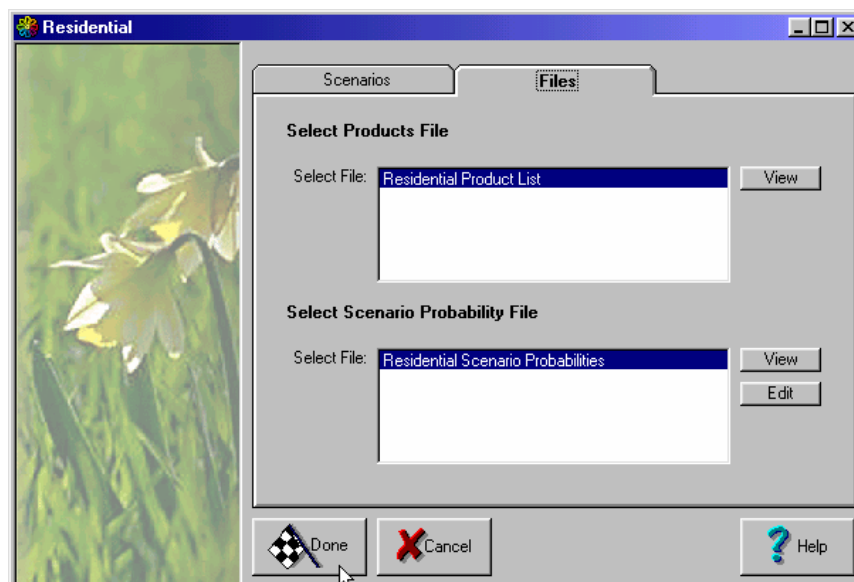 Residential
Scenarios
Files
Select Products File
Select File: Residential Product List View
Select Scenario Probability File
Select File: Residential Scenario Probabilities View
Edit
Done Cancel Help